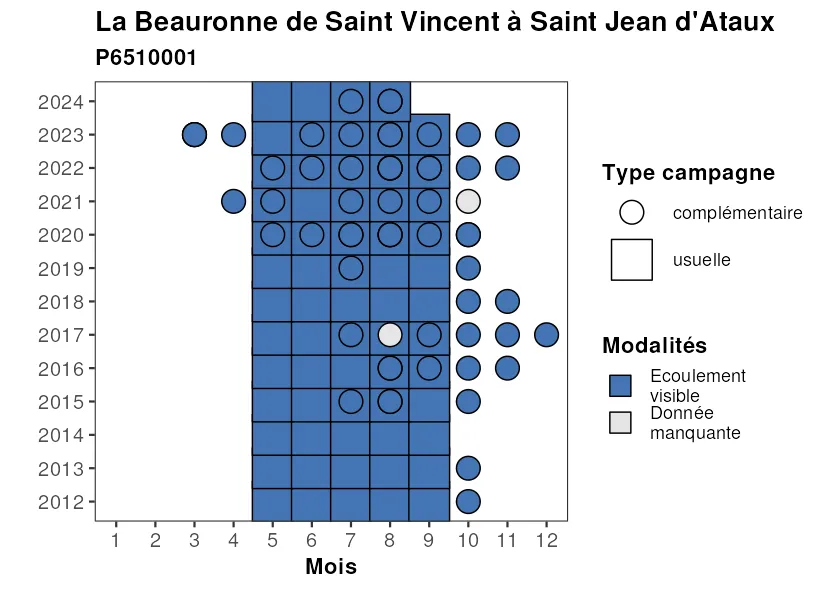 La Beauronne de Saint Vincent à Saint Jean d'Ataux
P6510001
2024
2023
2022
2021
2020
2019
2018
2017
2016
2015
2014
2013
2012
1 2 3 4 5 6 7 8 9 10 11 12
Mois
Type campagne
complémentaire
usuelle
Modalités
Ecoulement
visible
Donnée
manquante